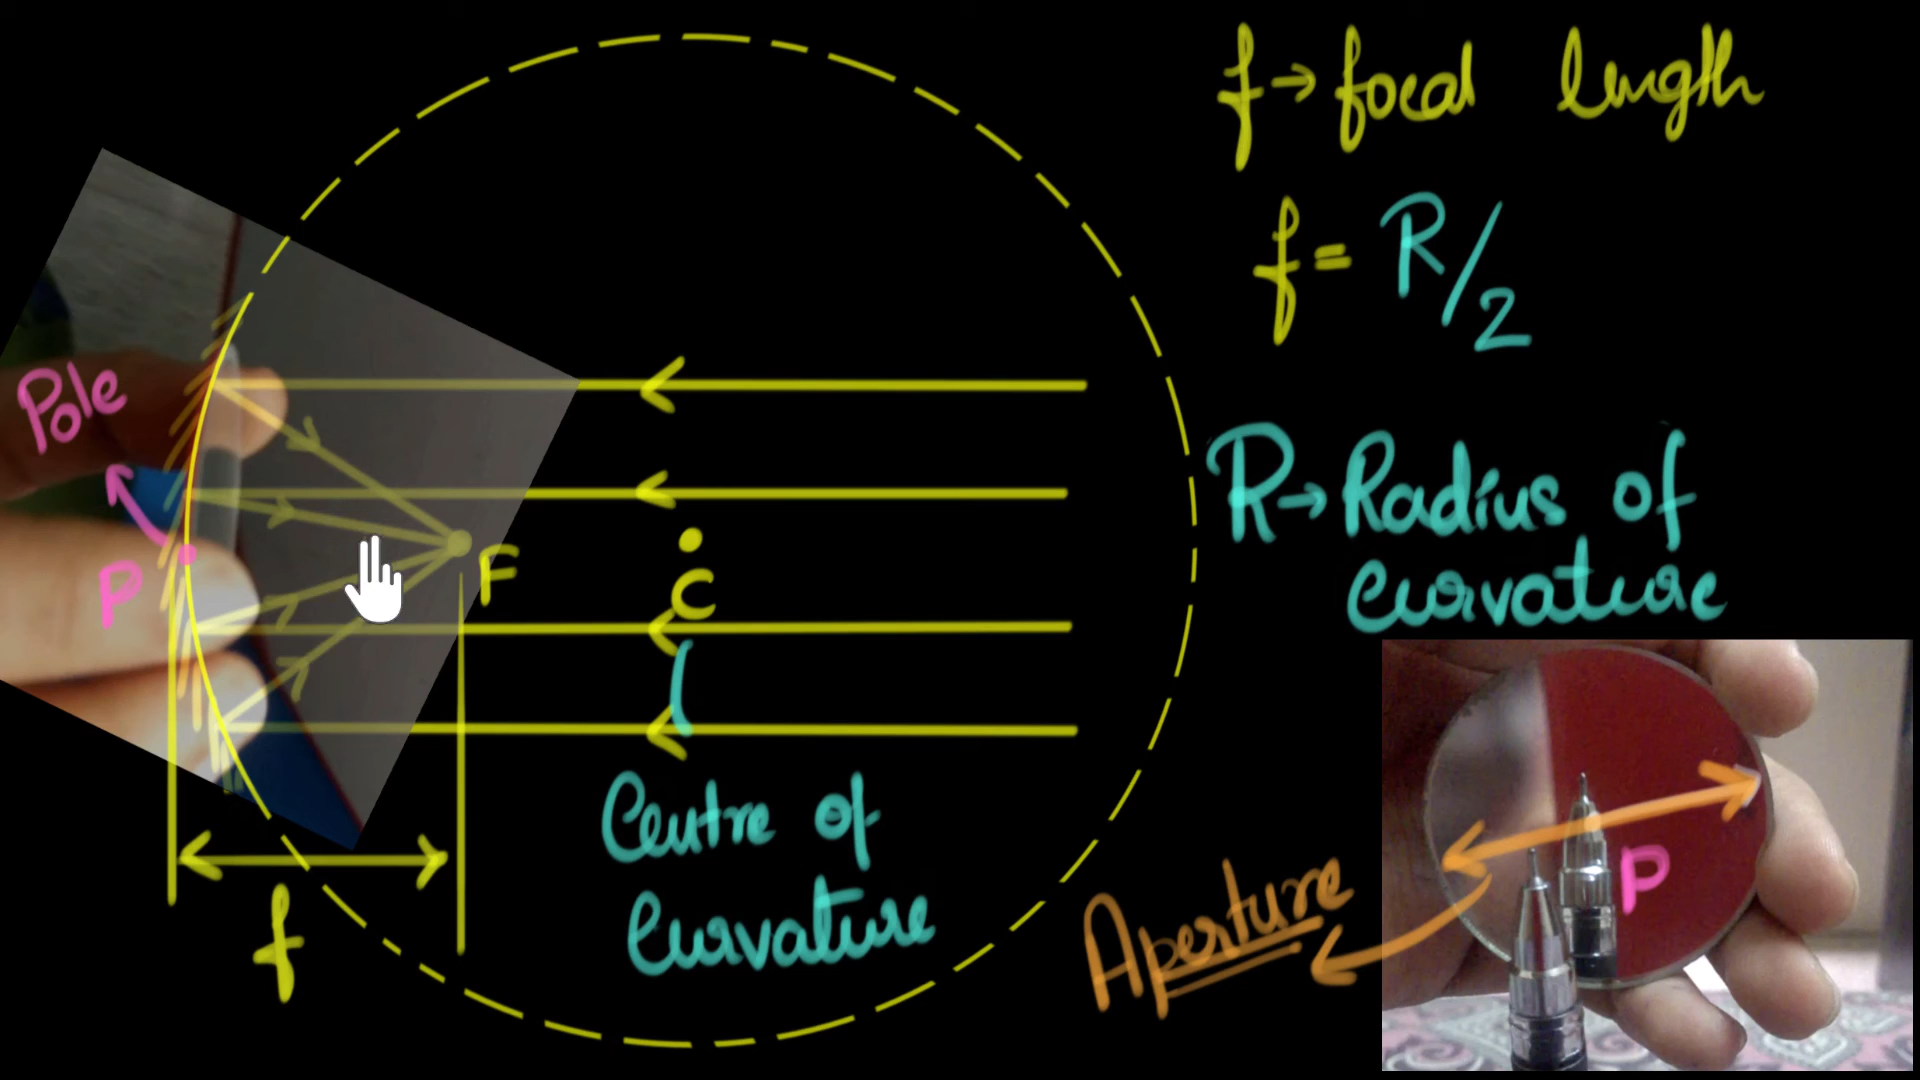 f → focal length
f = R/2
Pole
P
F
C
R → Radius of
Curvature
Centre of
Curvature
f
Aperture
P